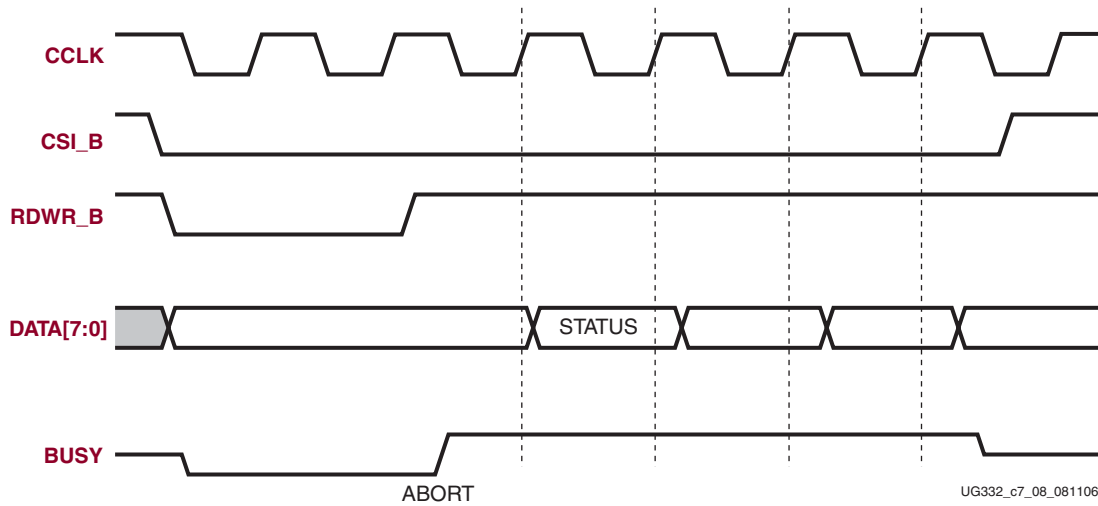 CCLK
CSI_B
RDWR_B
DATA[7:0]
STATUS
BUSY
ABORT
UG332_c7_08_081106